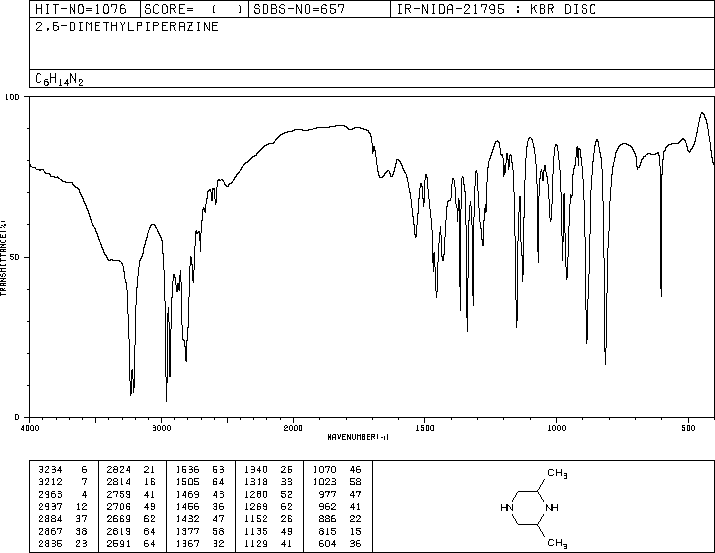 HIT-NO=1076 SCORE= ( ) SDBS-NO=657 IR-NIDA-21795 : KBR DISC
2,6-DIMETHYLPIPERAZINE
C6H14N2
100
50
0
TRANSMITTANCE(%)
4000 3000 2000 1500 1000 500
WAVENUMBER(-1)
3234 6 2824 21 1536 53 1340 26 1070 46
3212 7 2814 16 1505 64 1318 33 1023 58
2963 4 2759 41 1469 45 1280 52 977 47
2937 12 2706 49 1456 36 1269 62 962 41
2884 37 2669 62 1432 47 1152 26 886 22
2867 38 2619 64 1377 58 1135 49 815 15
2836 23 2591 64 1367 32 1129 41 604 36
CH3
HN NH
CH3